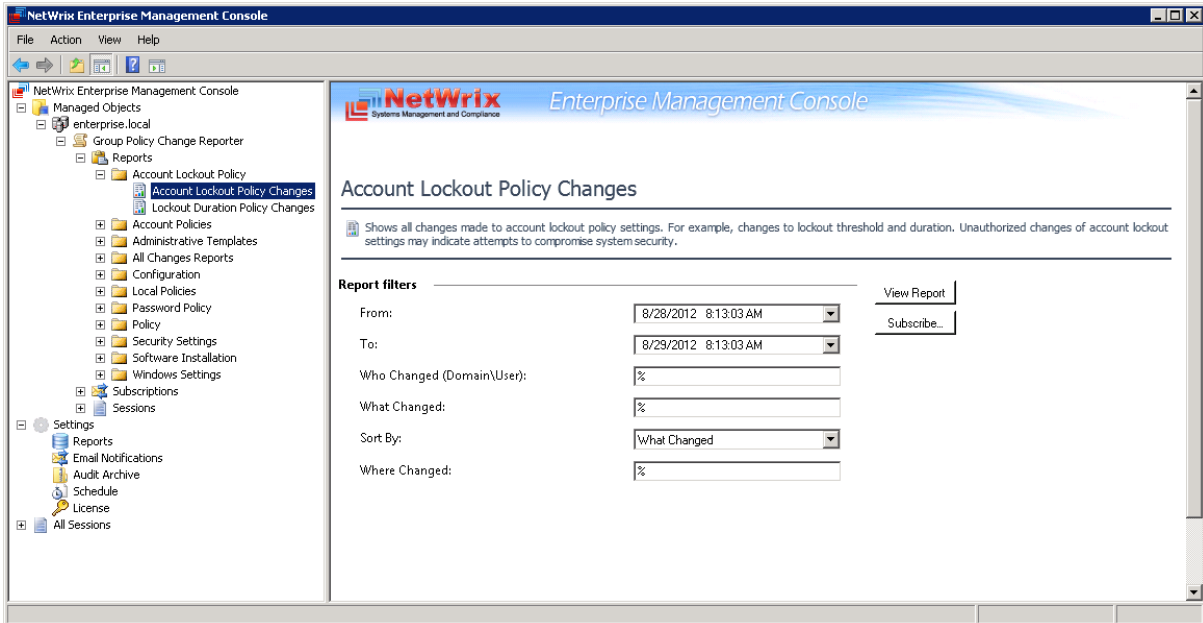 NetWrix Enterprise Management Console
File Action View Help
NetWrix Enterprise Management Console
Managed Objects
enterprise.local
Group Policy Change Reporter
Reports
Account Lockout Policy
Account Lockout Policy Changes
Lockout Duration Policy Changes
Account Policies
Administrative Templates
All Changes Reports
Configuration
Local Policies
Password Policy
Policy
Security Settings
Software Installation
Windows Settings
Subscriptions
Sessions
Settings
Reports
Email Notifications
Audit Archive
Schedule
License
All Sessions
NetWrix Enterprise Management Console
Systems Management and Compliance
Account Lockout Policy Changes
Shows all changes made to account lockout policy settings. For example, changes to lockout threshold and duration. Unauthorized changes of account lockout
settings may indicate attempts to compromise system security.
Report filters
View Report
From: 8/28/2012 8:13:03 AM
Subscribe...
To: 8/29/2012 8:13:03 AM
Who Changed (Domain\User): %
What Changed: %
Sort By: What Changed
Where Changed: %